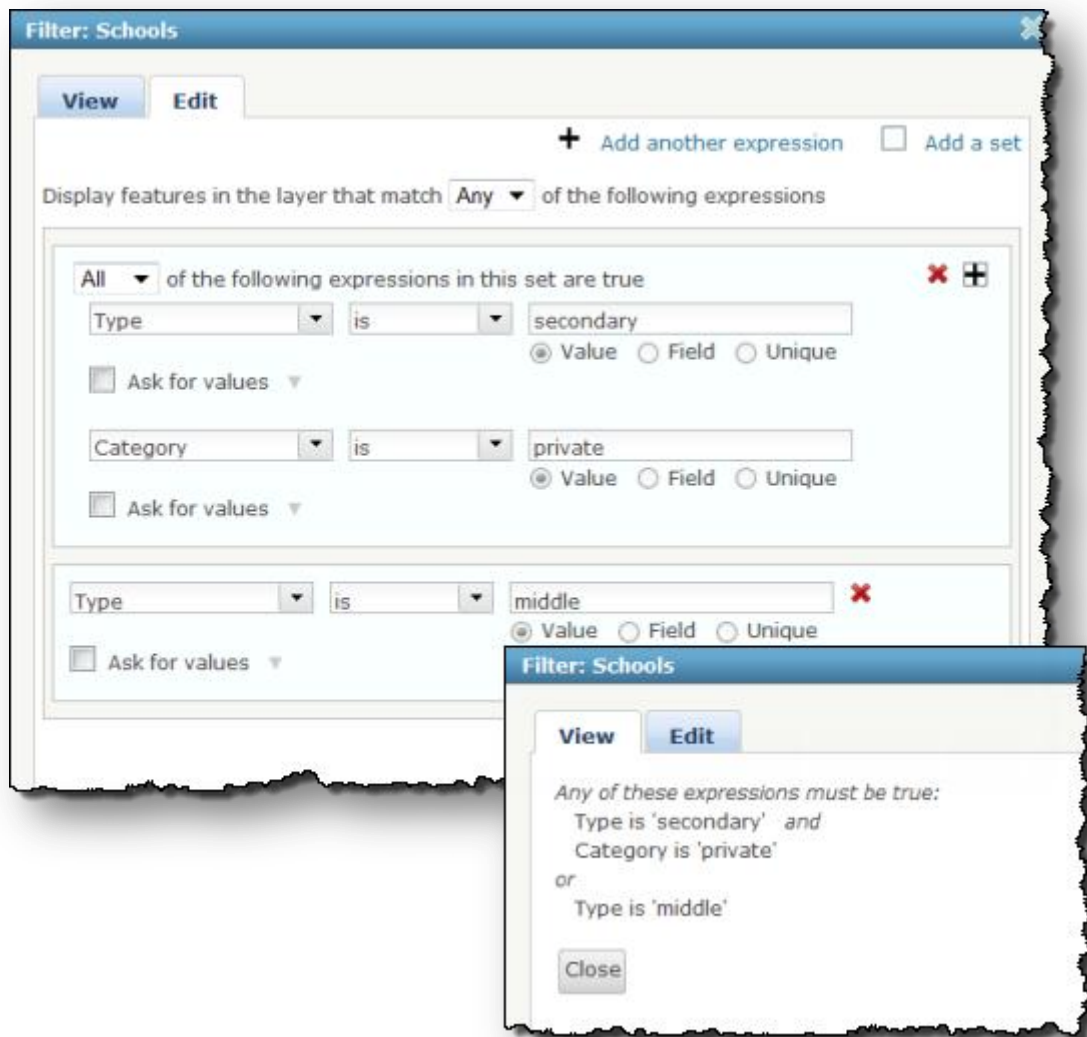 Filter: Schools
View Edit
Add another expression Add a set
Display features in the layer that match Any of the following expressions
All of the following expressions in this set are true
Type is secondary
Value Field Unique
Ask for values
Category is private
Value Field Unique
Ask for values
Type is middle
Value Field Unique
Ask for values
Filter: Schools
View Edit
Any of these expressions must be true:
Type is 'secondary' and
Category is 'private'
or
Type is 'middle'
Close